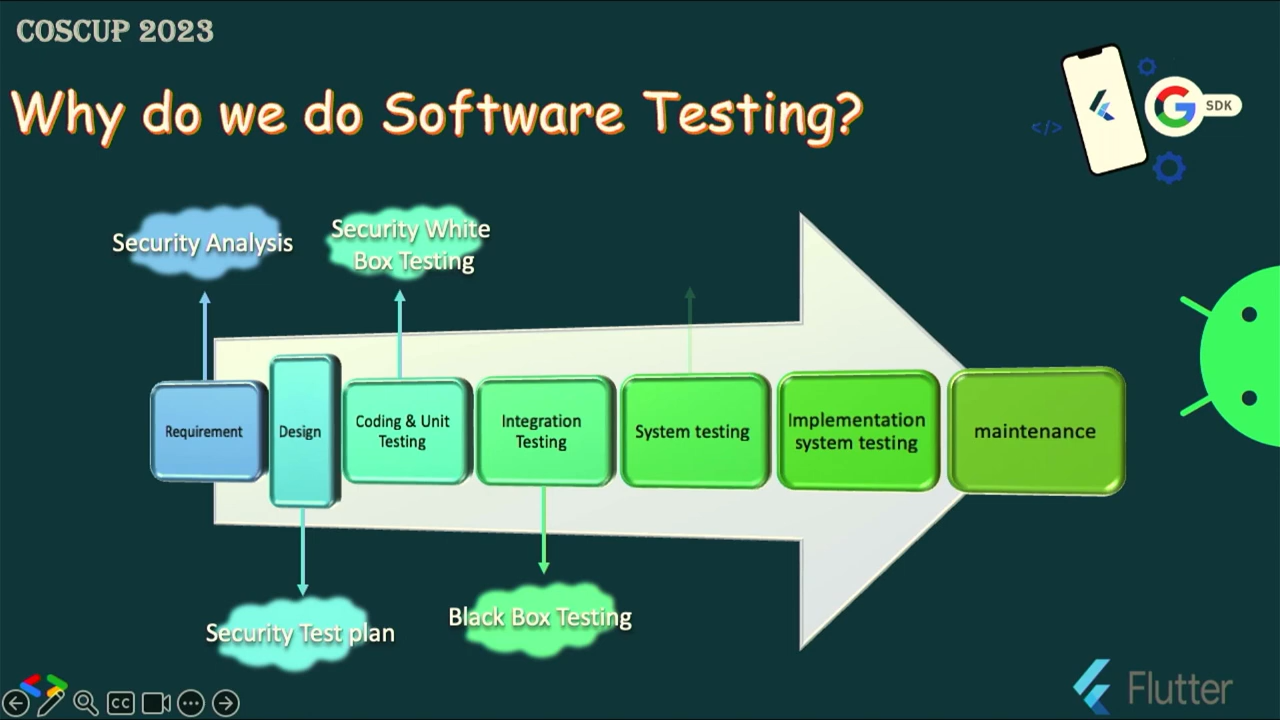 COSCUP 2023
Why do we do Software Testing?
</>
SDK
Security Analysis
Security White
Box Testing
Requirement
Design
Coding & Unit
Testing
Integration
Testing
System testing
Implementation
system testing
maintenance
Security Test plan
Black Box Testing
CC
Flutter